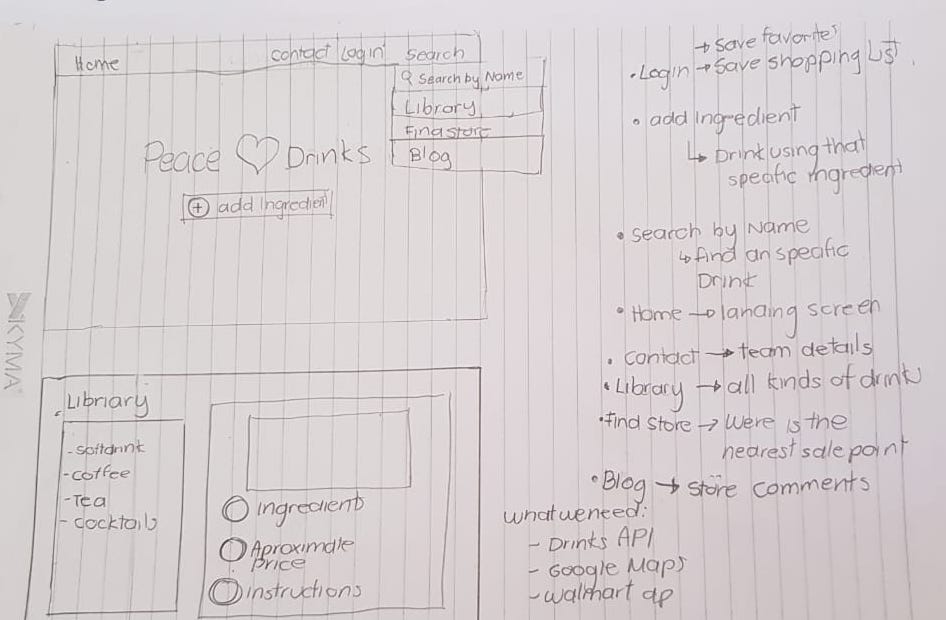 Home
contact Login search
Search by Name
Library
Find store
Blog
Peace ♡ Drinks
+ add Ingredient
Libriary
- softdrink
- coffee
- Tea
- Cocktails
Ingredients
Aproximate
Price
instructions
→ Save favorites
• Login → Save shopping List.
• add Ingredient
↳ Drink using that
specific ingredient
• Search by Name
↳ find an specific
Drink
• Home → landing screen
• Contact → team details
• Library → all kinds of drink
• find store → Were is the
nearest sale point
• Blog → store comments
What we need:
- Drinks API
- Google Maps
- Walmart ap
KYMA